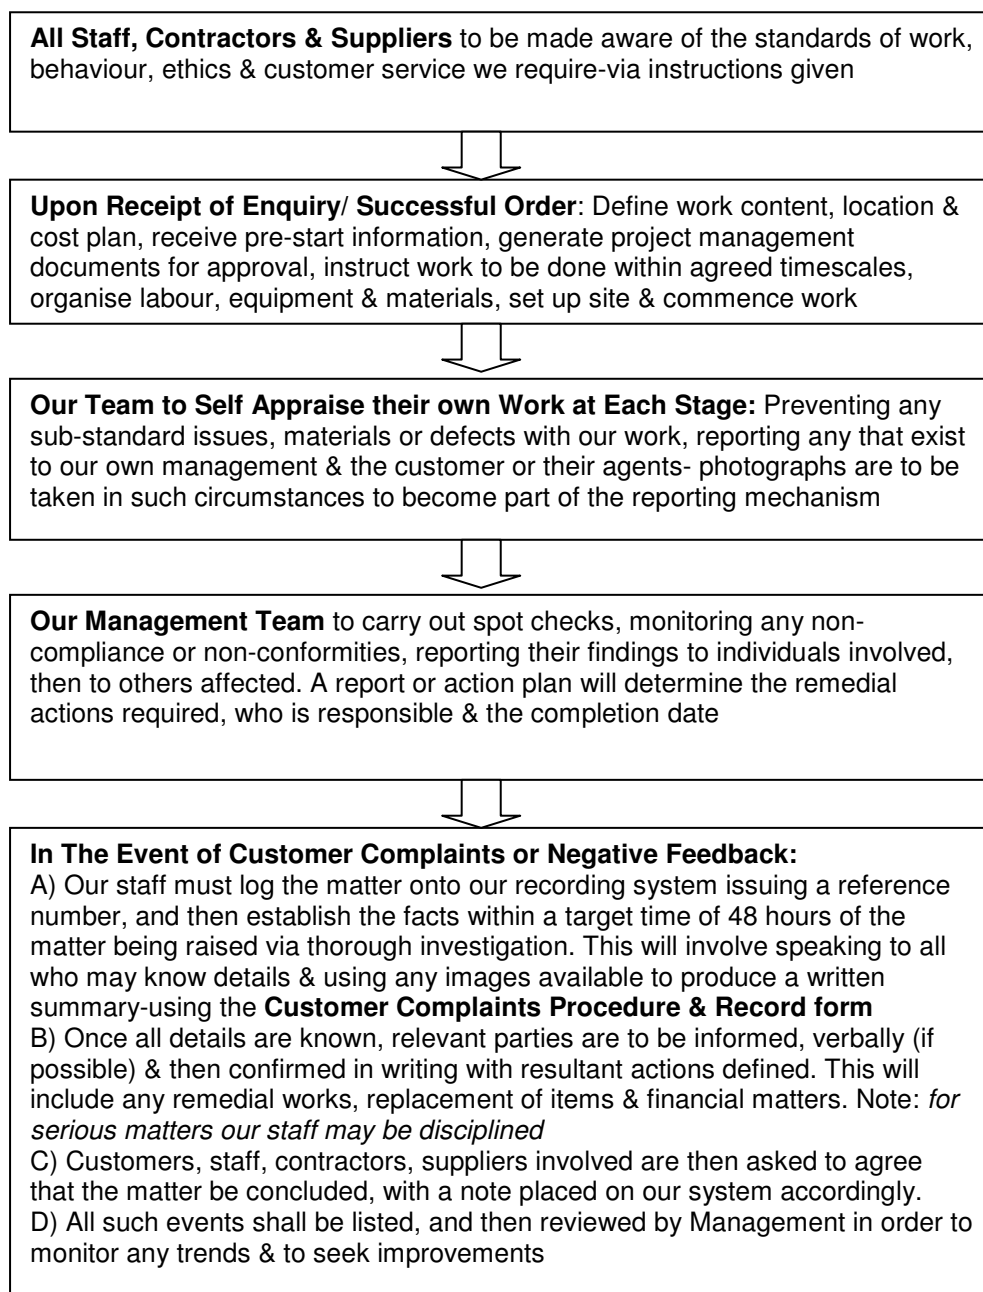 All Staff, Contractors & Suppliers to be made aware of the standards of work,
behaviour, ethics & customer service we require-via instructions given
Upon Receipt of Enquiry/ Successful Order: Define work content, location &
cost plan, receive pre-start information, generate project management
documents for approval, instruct work to be done within agreed timescales,
organise labour, equipment & materials, set up site & commence work
Our Team to Self Appraise their own Work at Each Stage: Preventing any
sub-standard issues, materials or defects with our work, reporting any that exist
to our own management & the customer or their agents- photographs are to be
taken in such circumstances to become part of the reporting mechanism
Our Management Team to carry out spot checks, monitoring any non-
compliance or non-conformities, reporting their findings to individuals involved,
then to others affected. A report or action plan will determine the remedial
actions required, who is responsible & the completion date
In The Event of Customer Complaints or Negative Feedback:
A) Our staff must log the matter onto our recording system issuing a reference
number, and then establish the facts within a target time of 48 hours of the
matter being raised via thorough investigation. This will involve speaking to all
who may know details & using any images available to produce a written
summary-using the Customer Complaints Procedure & Record form
B) Once all details are known, relevant parties are to be informed, verbally (if
possible) & then confirmed in writing with resultant actions defined. This will
include any remedial works, replacement of items & financial matters. Note: for
serious matters our staff may be disciplined
C) Customers, staff, contractors, suppliers involved are then asked to agree
that the matter be concluded, with a note placed on our system accordingly.
D) All such events shall be listed, and then reviewed by Management in order to
monitor any trends & to seek improvements